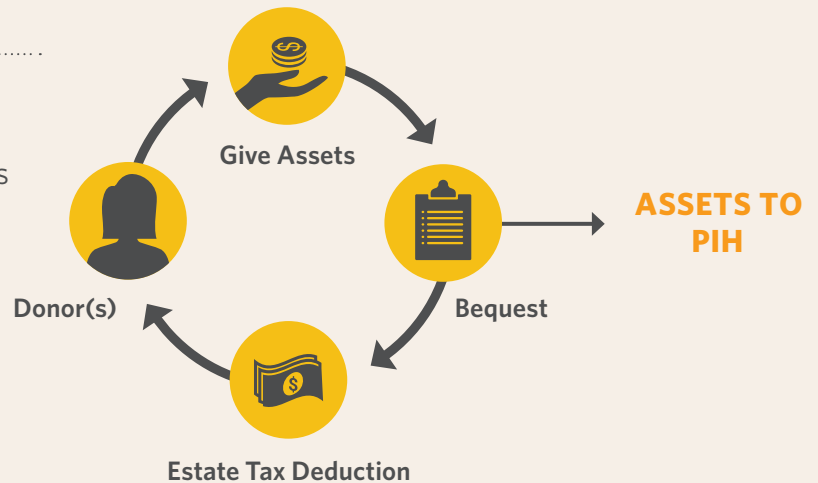 ...... .
Give Assets
S
ASSETS TO
PIH
Donor(s)
Bequest
$
Estate Tax Deduction